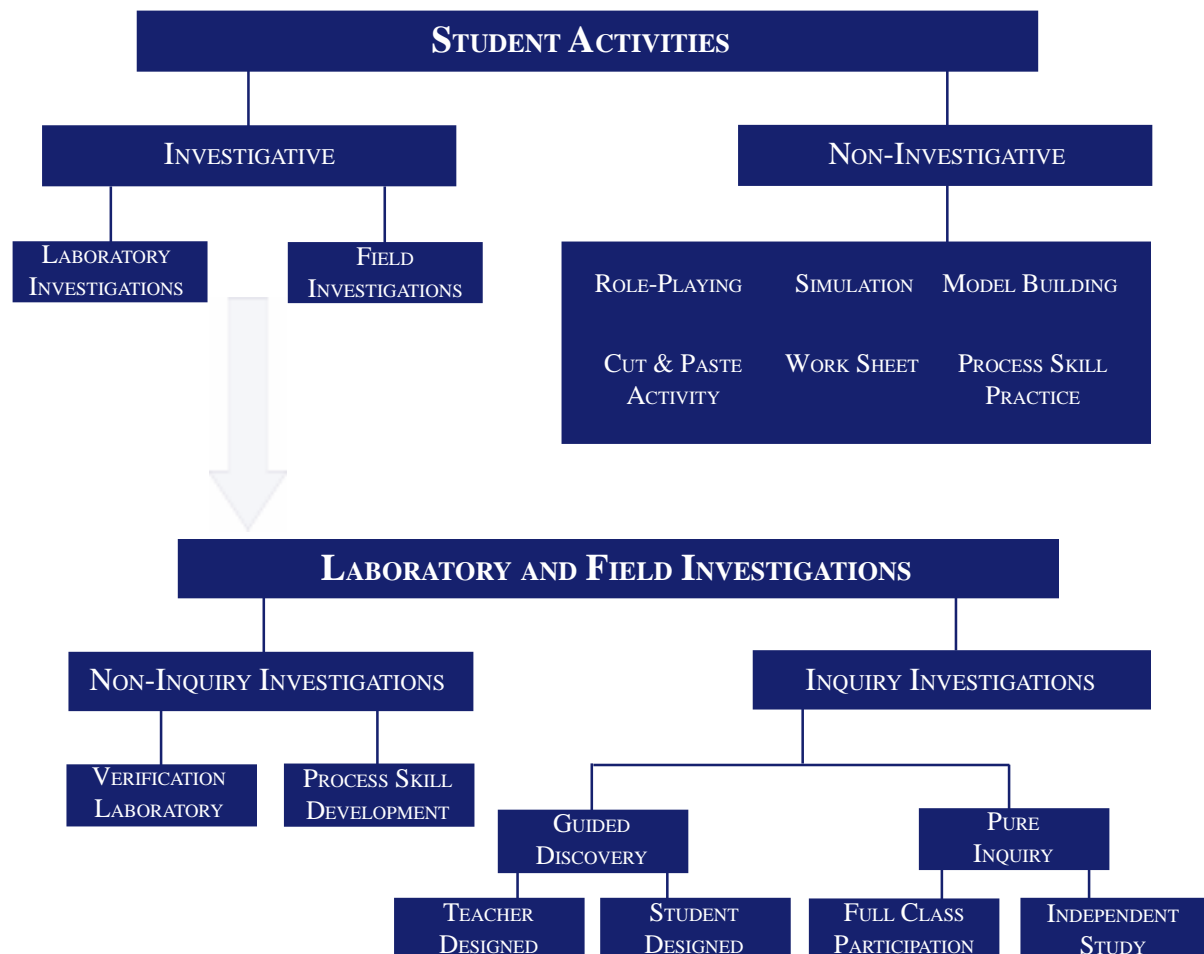 STUDENT ACTIVITIES
INVESTIGATIVE
NON-INVESTIGATIVE
LABORATORY
INVESTIGATIONS
FIELD
INVESTIGATIONS
ROLE-PLAYING
SIMULATION
MODEL BUILDING
CUT & PASTE
ACTIVITY
WORK SHEET
PROCESS SKILL
PRACTICE
LABORATORY AND FIELD INVESTIGATIONS
NON-INQUIRY INVESTIGATIONS
INQUIRY INVESTIGATIONS
VERIFICATION
LABORATORY
PROCESS SKILL
DEVELOPMENT
GUIDED
DISCOVERY
PURE
INQUIRY
TEACHER
DESIGNED
STUDENT
DESIGNED
FULL CLASS
PARTICIPATION
INDEPENDENT
STUDY